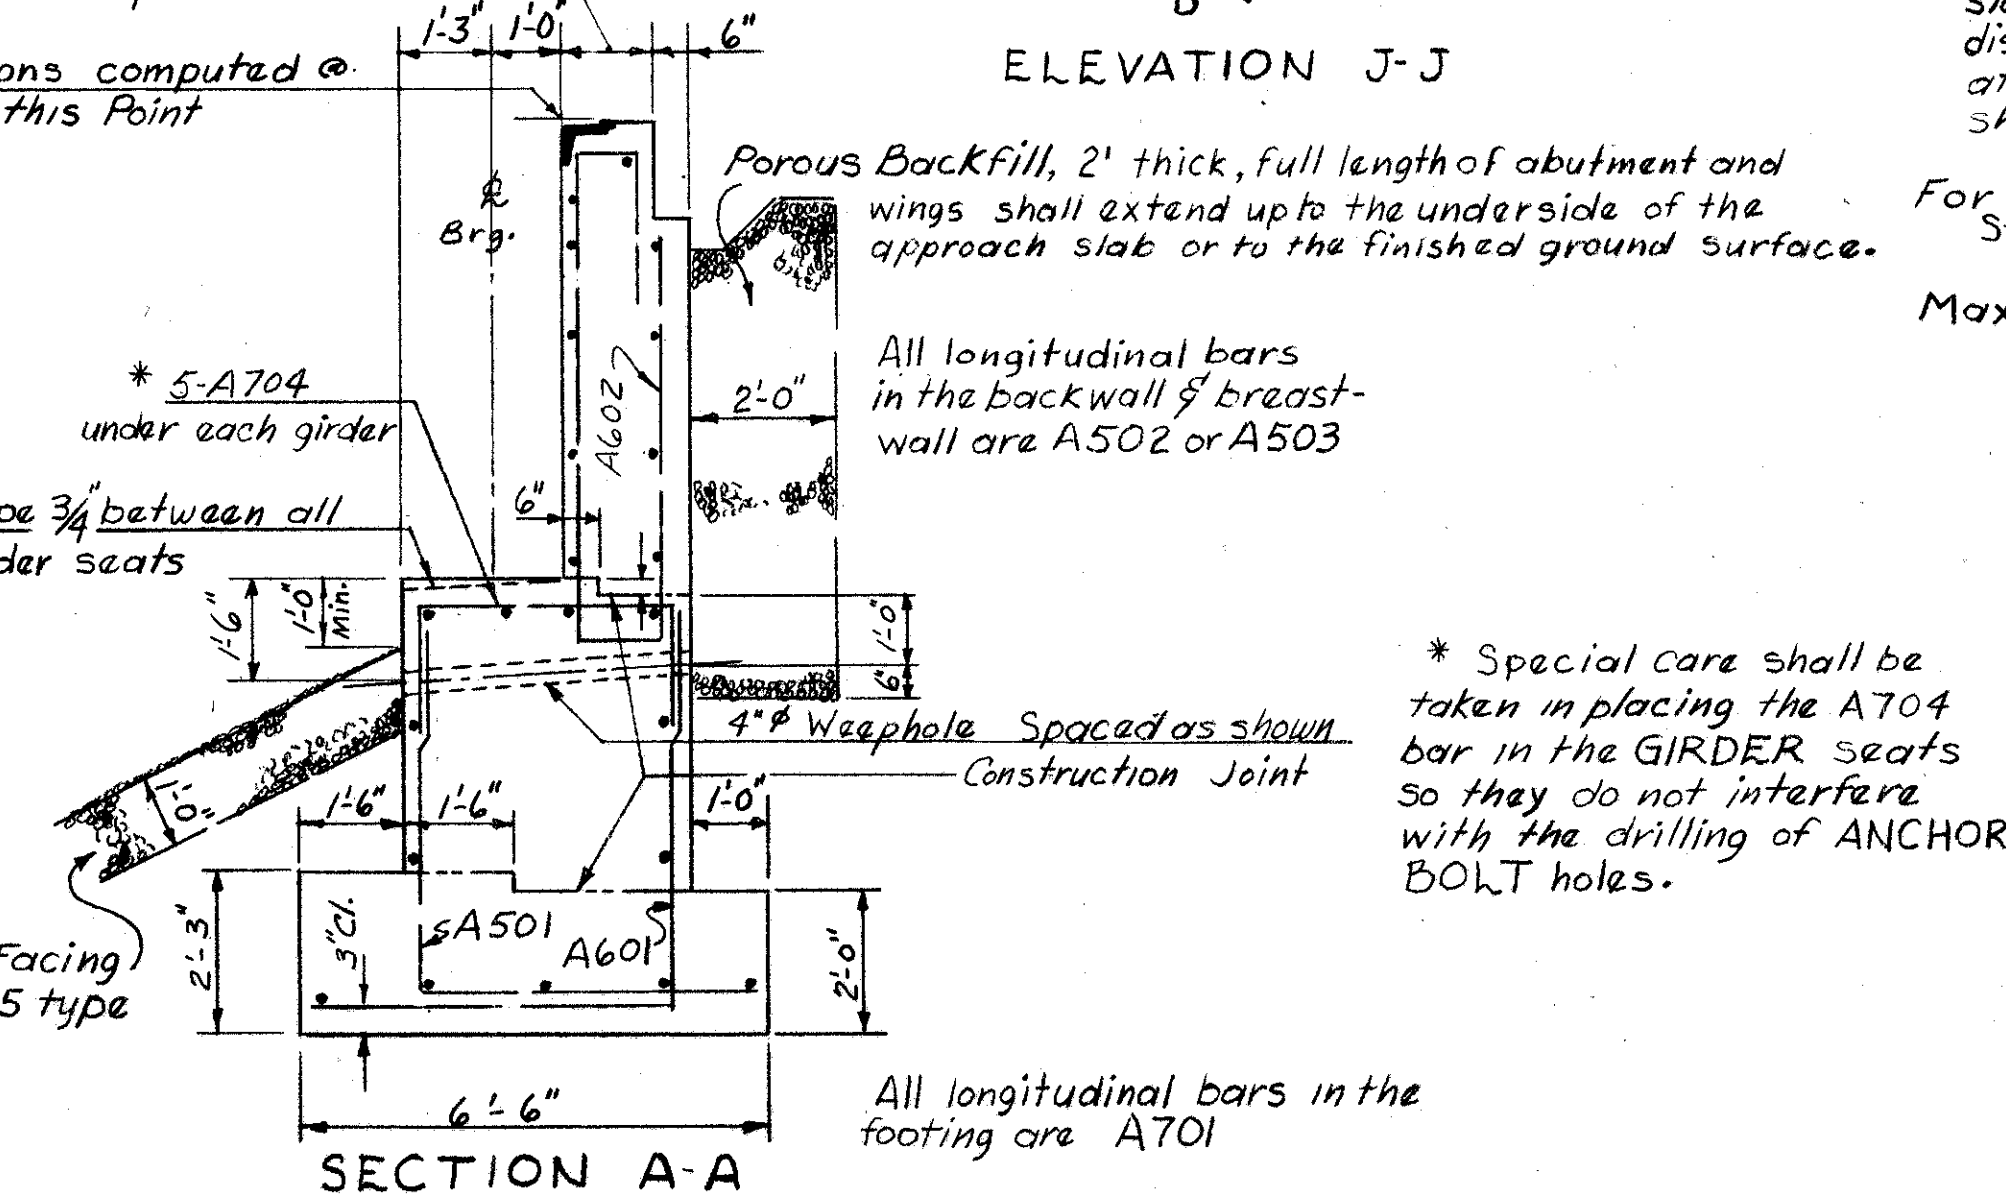 1'-3" 1'-0" 6"
ELEVATION J-J
ons computed @
this Point
Porous Backfill, 2' thick, full length of abutment and
wings shall extend up to the underside of the
approach slab or to the finished ground surface.
℄
Brg.
For
Max
All longitudinal bars
in the backwall & breast-
wall are A502 or A503
* 5-A704
under each girder
A602
2'-0"
6"
3/4" between all
der seats
1'-6"
1'-0"
Min.
1'-0"
6"
* Special care shall be
taken in placing the A704
bar in the GIRDER seats
so they do not interfere
with the drilling of ANCHOR
BOLT holes.
4" ϕ Weephole Spaced as shown
Construction Joint
1'-0"
1'-6" 1'-6" 1'-0"
2'-3"
3" Cl.
A501
A601
2'-0"
Facing
5 type
6'-6"
All longitudinal bars in the
footing are A701
SECTION A-A